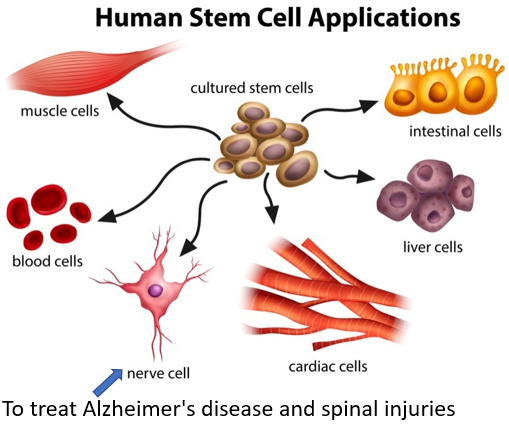 Human Stem Cell Applications
cultured stem cells
muscle cells
intestinal cells
blood cells
liver cells
nerve cell
cardiac cells
To treat Alzheimer's disease and spinal injuries